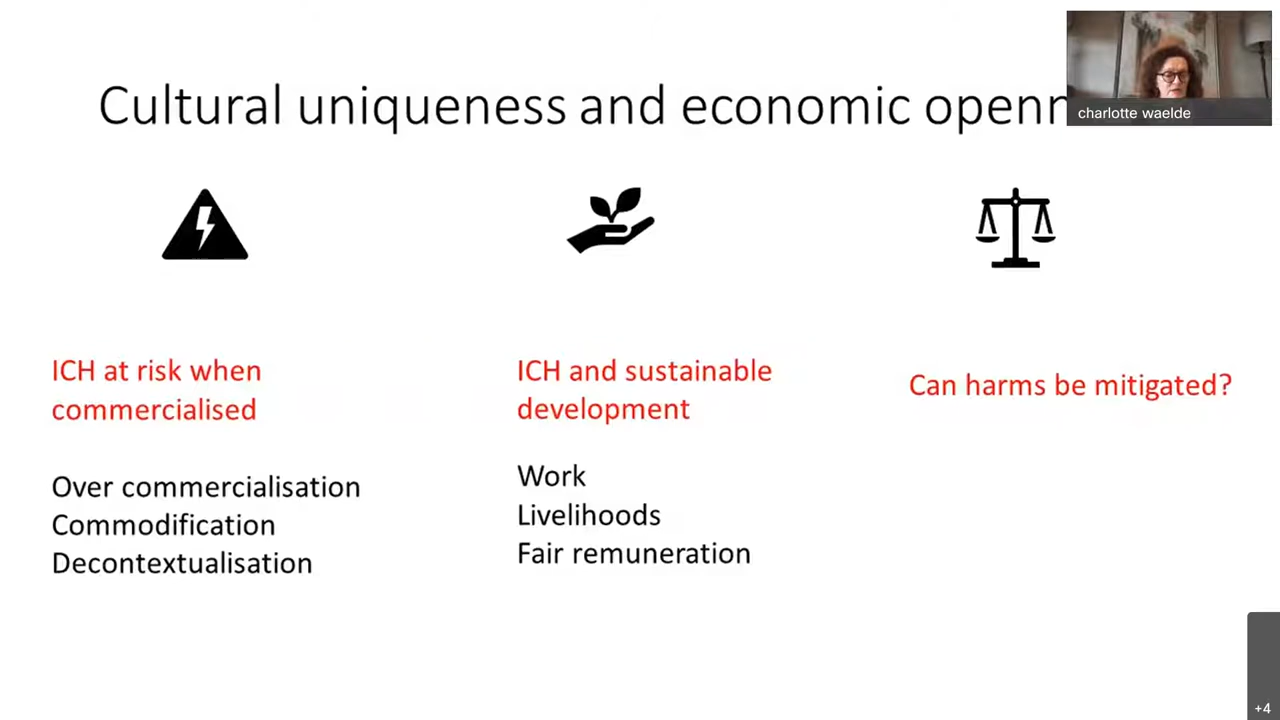 Cultural uniqueness and economic openn
charlotte waelde
ICH at risk when
commercialised
Over commercialisation
Commodification
Decontextualisation
ICH and sustainable
development
Work
Livelihoods
Fair remuneration
Can harms be mitigated?
+4